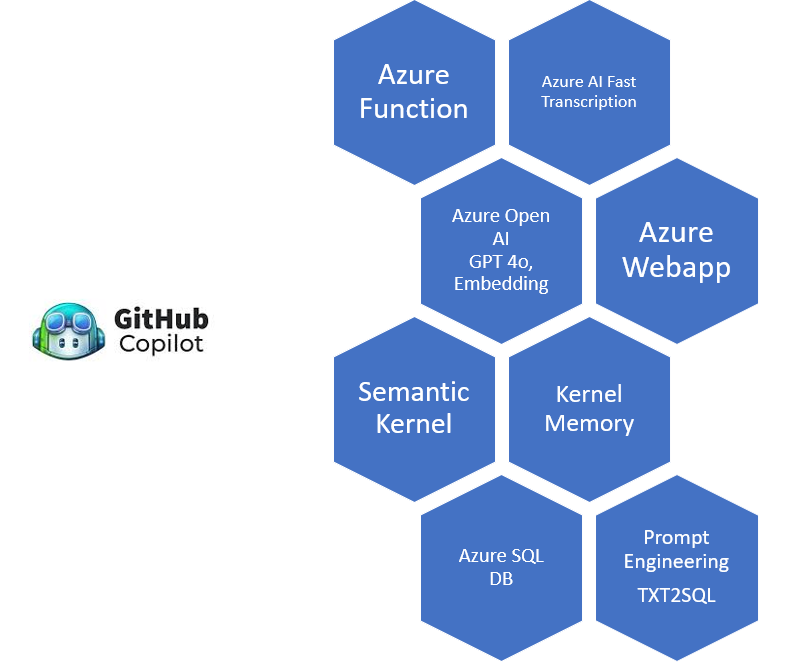 Azure
Function
Azure AI Fast
Transcription
Azure Open
AI
GPT 4o,
Embedding
Azure
Webapp
GitHub
Copilot
Semantic
Kernel
Kernel
Memory
Azure SQL
DB
Prompt
Engineering
TXT2SQL